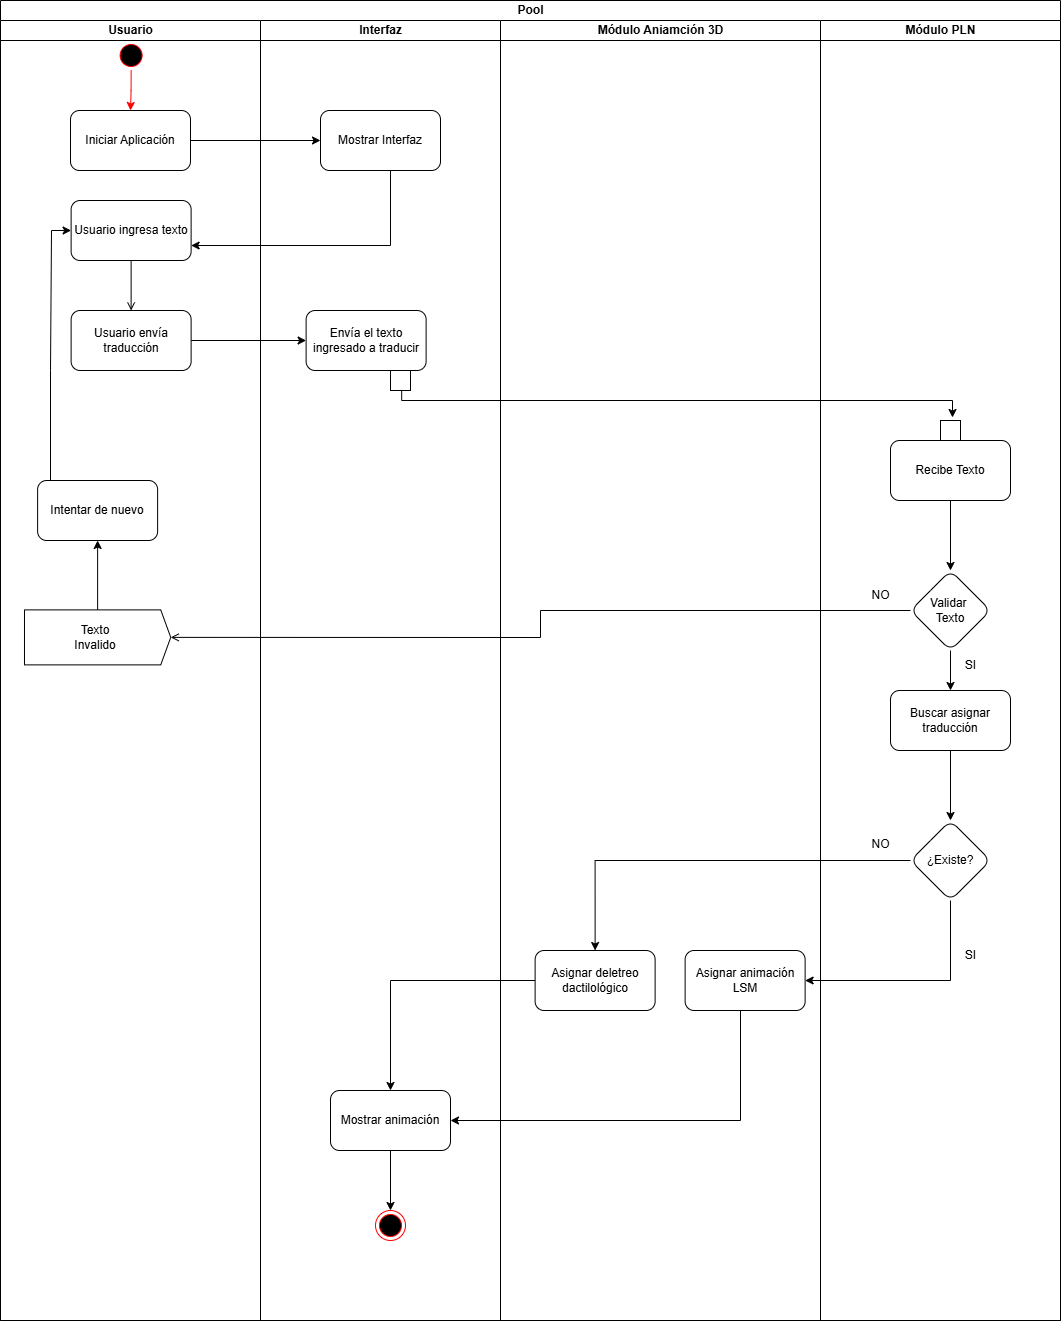 Pool
Usuario
Interfaz
Módulo Aniamción 3D
Módulo PLN
Iniciar Aplicación
Mostrar Interfaz
Usuario ingresa texto
Usuario envía
traducción
Envía el texto
ingresado a traducir
Recibe Texto
Intentar de nuevo
NO
Validar
Texto
Texto
Invalido
SI
Buscar asignar
traducción
NO
¿Existe?
SI
Asignar deletreo
dactilológico
Asignar animación
LSM
Mostrar animación